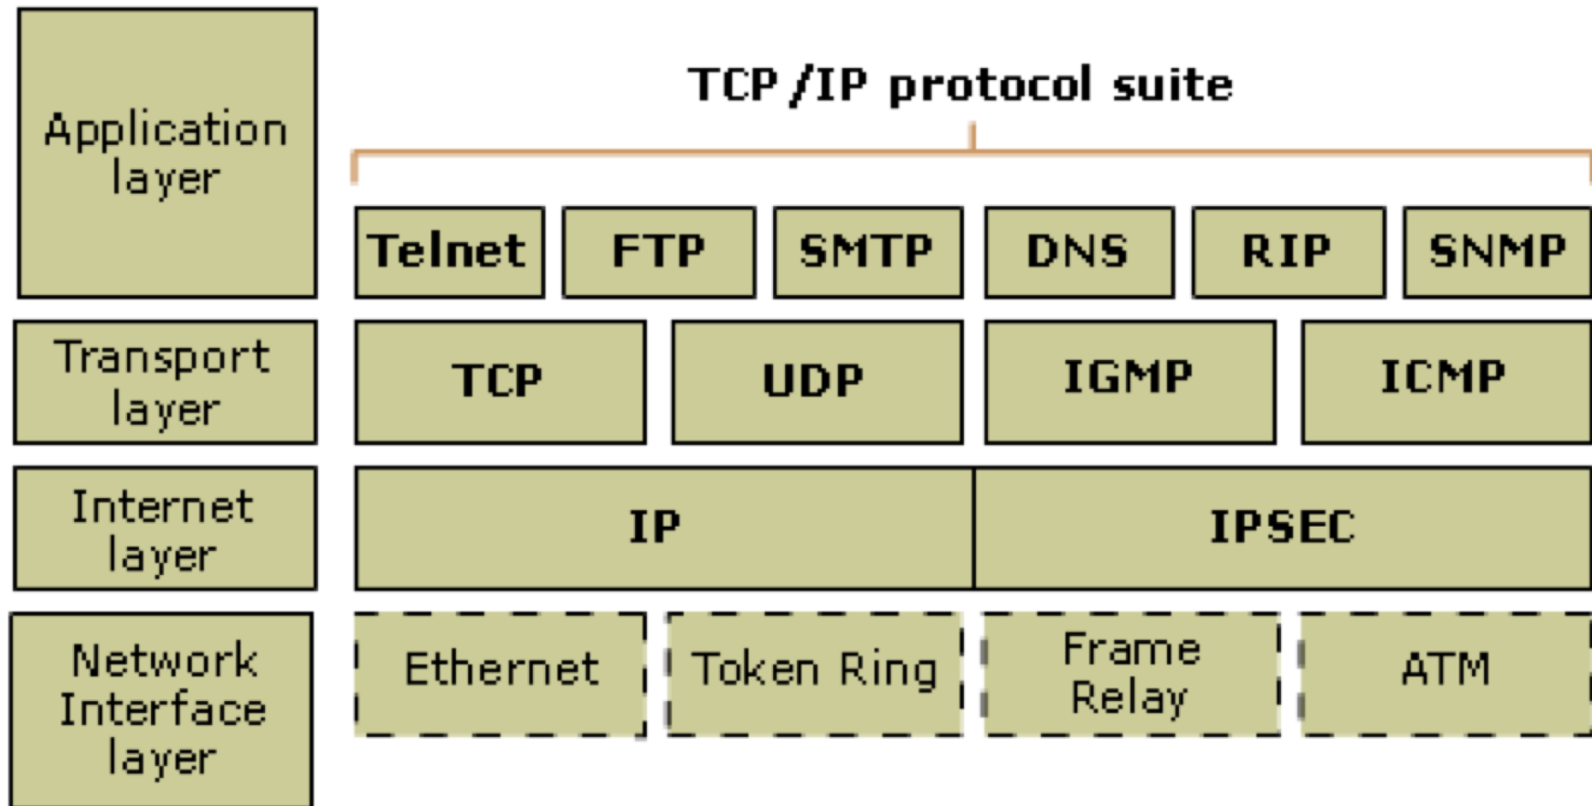 TCP/IP protocol suite
Application
layer
Telnet FTP SMTP DNS RIP SNMP
Transport
layer
TCP UDP IGMP ICMP
Internet
layer
IP IPSEC
Network
Interface
layer
Ethernet Token Ring Frame
Relay ATM